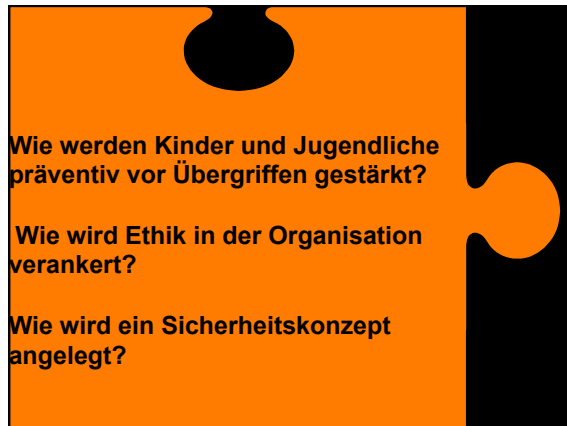 Wie werden Kinder und Jugendliche
präventiv vor Übergriffen gestärkt?
Wie wird Ethik in der Organisation
verankert?
Wie wird ein Sicherheitskonzept
angelegt?